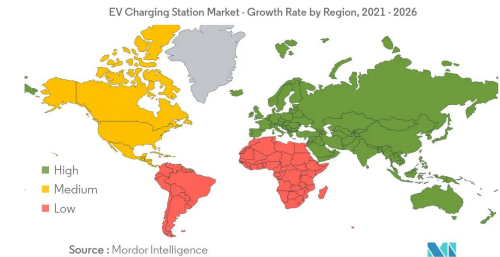 EV Charging Station Market - Growth Rate by Region, 2021 - 2026
High
Medium
Low
Source : Mordor Intelligence